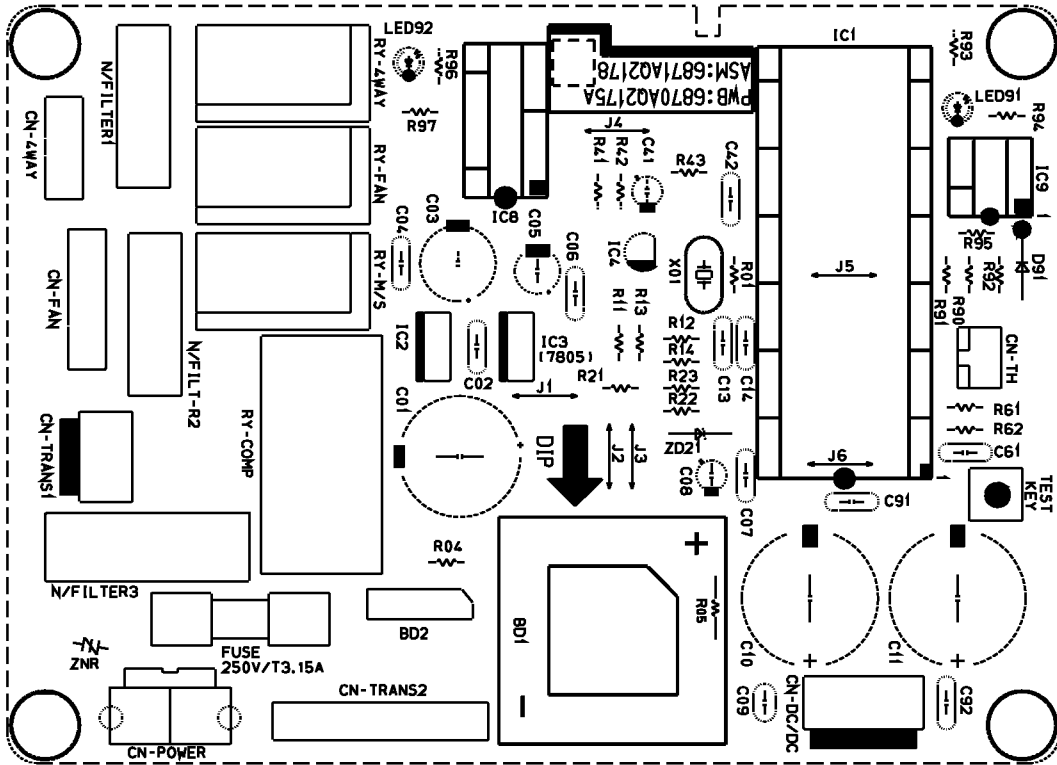 LED92
R96
RY-4WAY
N/FILTER1
CN-4WAY
R97
RY-FAN
PWB:6870AQ2175A
ASM:6871AQ2178
IC1
R93
LED91
R94
IC9
J4
R41
R42
C41
R43
C42
IC8
C03
C04
C05
C06
IC4
X01
R01
J5
R95
D91
R92
R90
R91
CN-FAN
RY-M/S
R11
R13
IC2
C02
IC3
(7805)
R12
R14
R23
R22
C13
C14
CN-TH
N/FILT-R2
RY-COMP
C01
J1
R21
R61
R62
CN-TRANS1
DIP
J2
J3
ZD21
C08
C07
J6
1
1
C61
C91
TEST
KEY
R04
+
N/FILTER3
BD2
BD1
R05
C10
+
C11
+
ZNR
FUSE
250V/T3.15A
CN-TRANS2
-
C09
CN-DC/DC
C92
CN-POWER